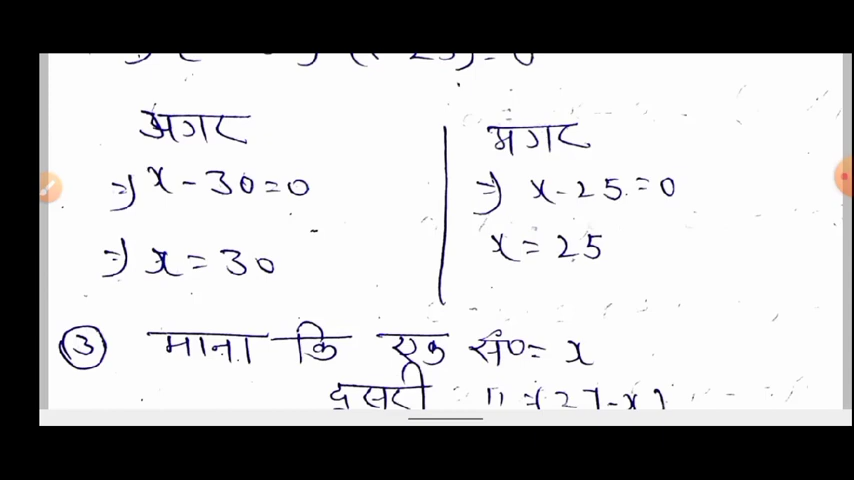 अगर
=) x - 30 = 0
=) x = 30
अगर
=) x - 25 = 0
x = 25
③ माना कि एक सं० = x
दूसरी " = (27 - x)